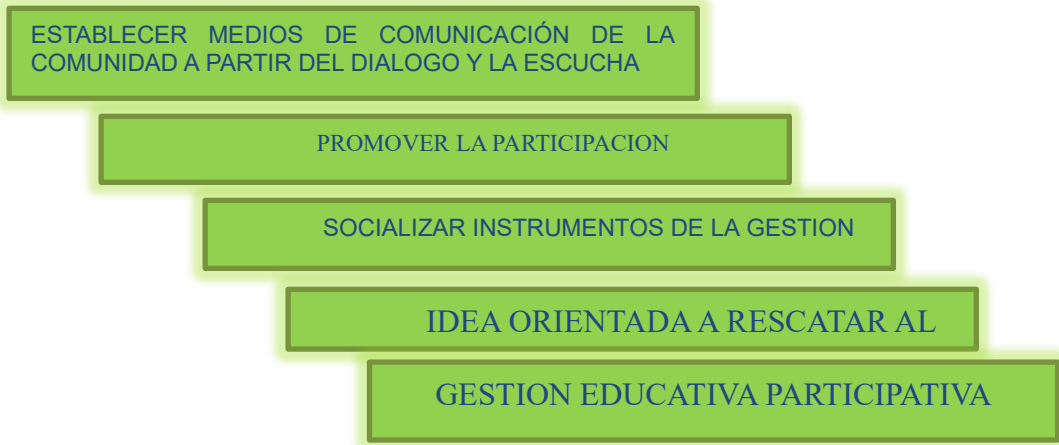 ESTABLECER MEDIOS DE COMUNICACIÓN DE LA
COMUNIDAD A PARTIR DEL DIALOGO Y LA ESCUCHA
PROMOVER LA PARTICIPACION
SOCIALIZAR INSTRUMENTOS DE LA GESTION
IDEA ORIENTADA A RESCATAR AL
GESTION EDUCATIVA PARTICIPATIVA